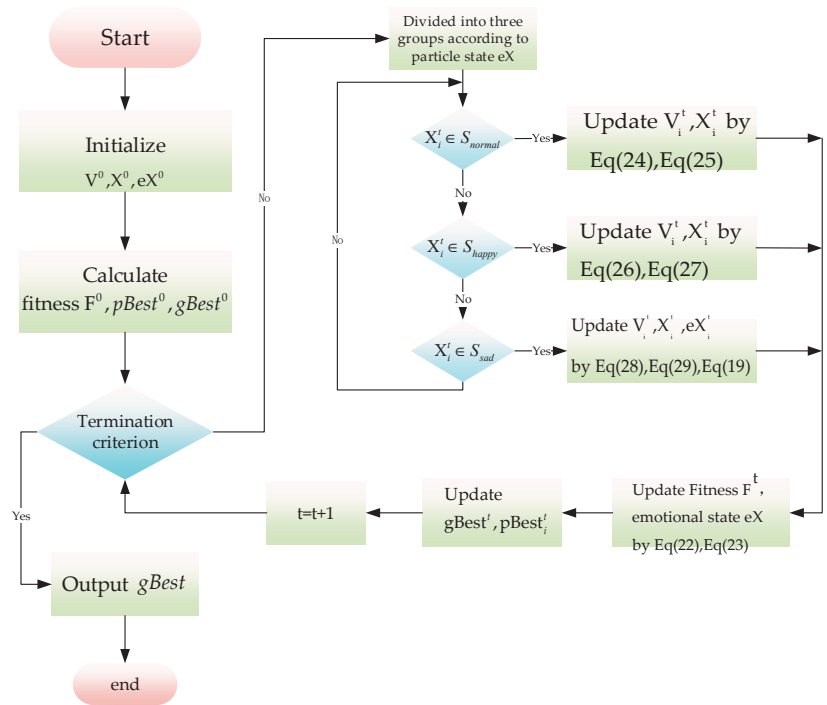 Start
Initialize
V⁰,X⁰,eX⁰
Calculate
fitness F⁰, pBest⁰, gBest⁰
Termination
criterion
Yes
Output gBest
end
No
Divided into three
groups according to
particle state eX
Xᵢᵗ ∈ S_normal
Yes
Update Vᵢᵗ,Xᵢᵗ by
Eq(24),Eq(25)
No
Xᵢᵗ ∈ S_happy
Yes
Update Vᵢᵗ,Xᵢᵗ by
Eq(26),Eq(27)
No
Xᵢᵗ ∈ S_sad
Yes
Update Vᵢᵗ,Xᵢᵗ,eXᵢᵗ
by Eq(28),Eq(29),Eq(19)
No
Update Fitness Fᵗ,
emotional state eX
by Eq(22),Eq(23)
Update
gBestᵗ, pBestᵢᵗ
t=t+1